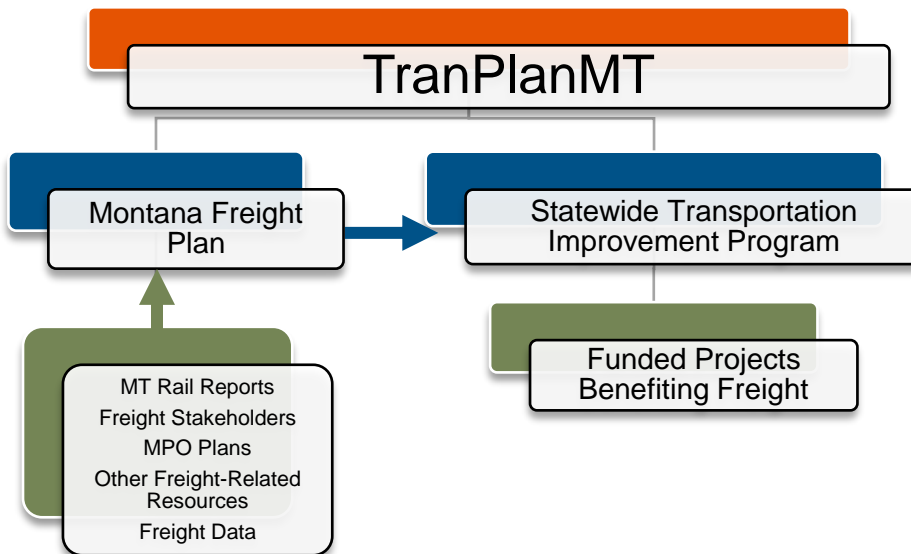 TranPlanMT
Montana Freight
Plan
Statewide Transportation
Improvement Program
MT Rail Reports
Freight Stakeholders
MPO Plans
Other Freight-Related
Resources
Freight Data
Funded Projects
Benefiting Freight